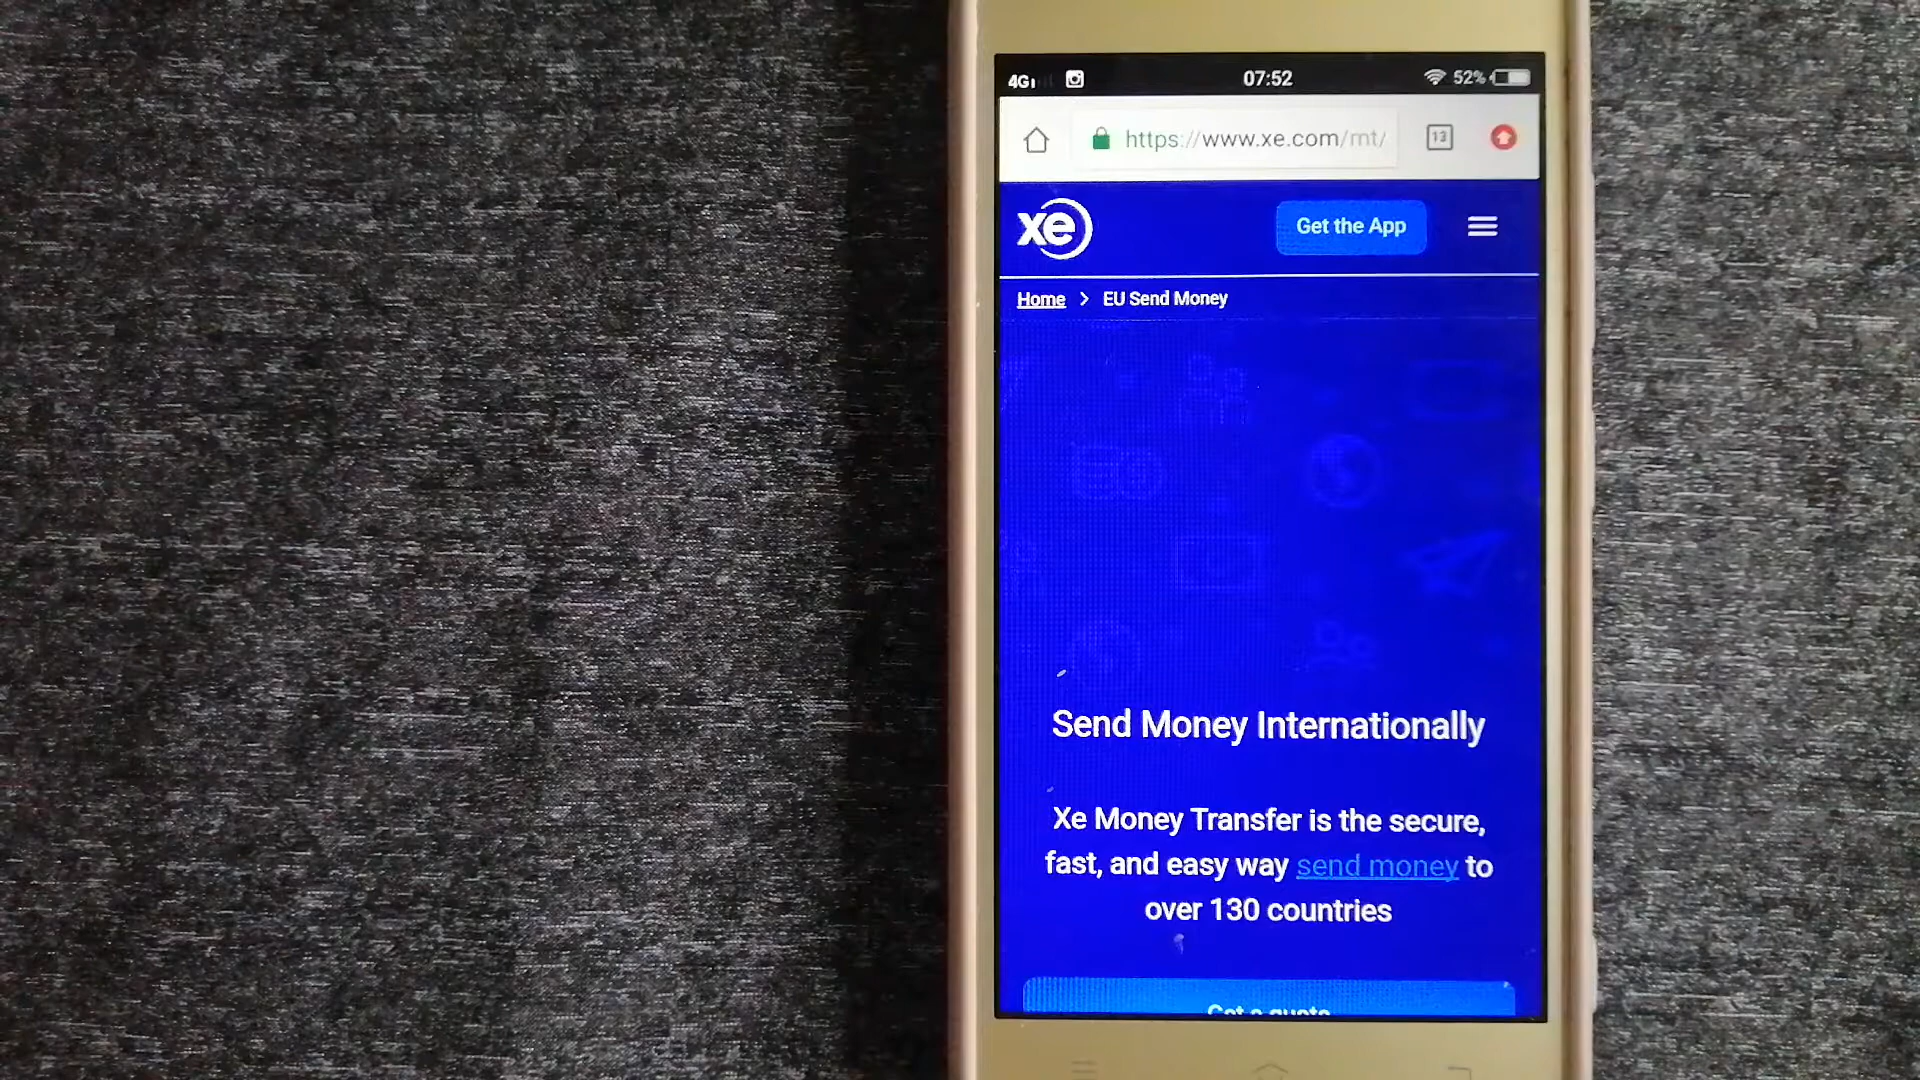 4G
07:52
52%
https://www.xe.com/mt/
13
xe
Get the App
Home > EU Send Money
Send Money Internationally
Xe Money Transfer is the secure,
fast, and easy way send money to
over 130 countries
Get a quote